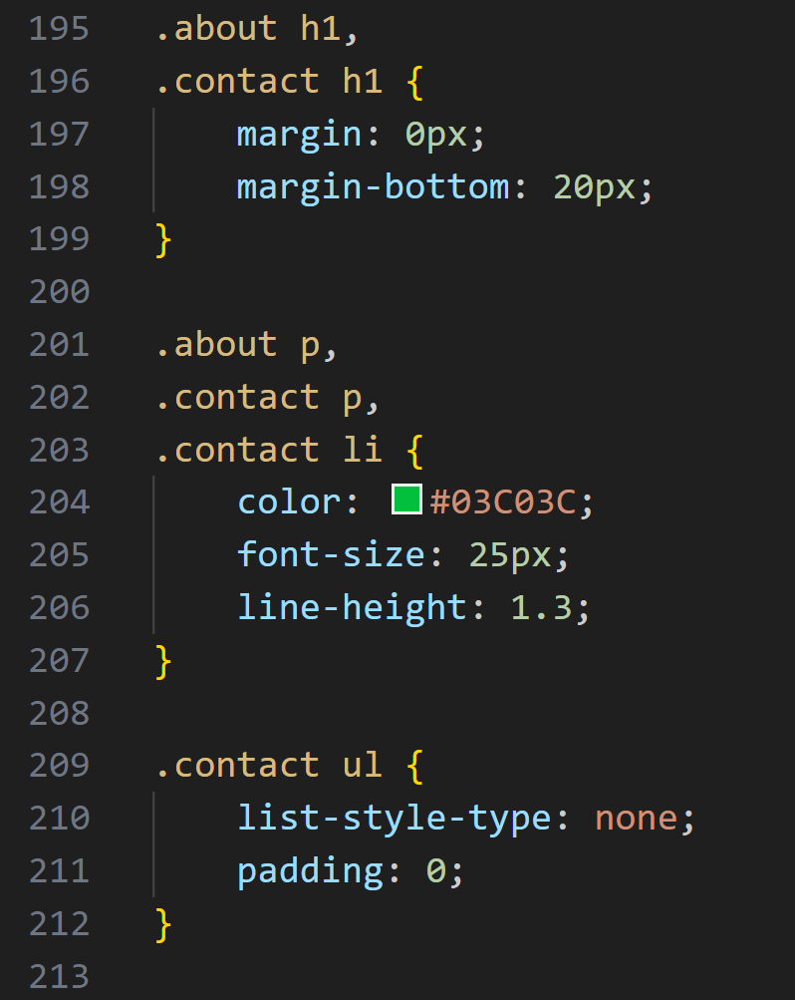 195 .about h1,
196 .contact h1 {
197 margin: 0px;
198 margin-bottom: 20px;
199 }
200
201 .about p,
202 .contact p,
203 .contact li {
204 color: #03C03C;
205 font-size: 25px;
206 line-height: 1.3;
207 }
208
209 .contact ul {
210 list-style-type: none;
211 padding: 0;
212 }
213